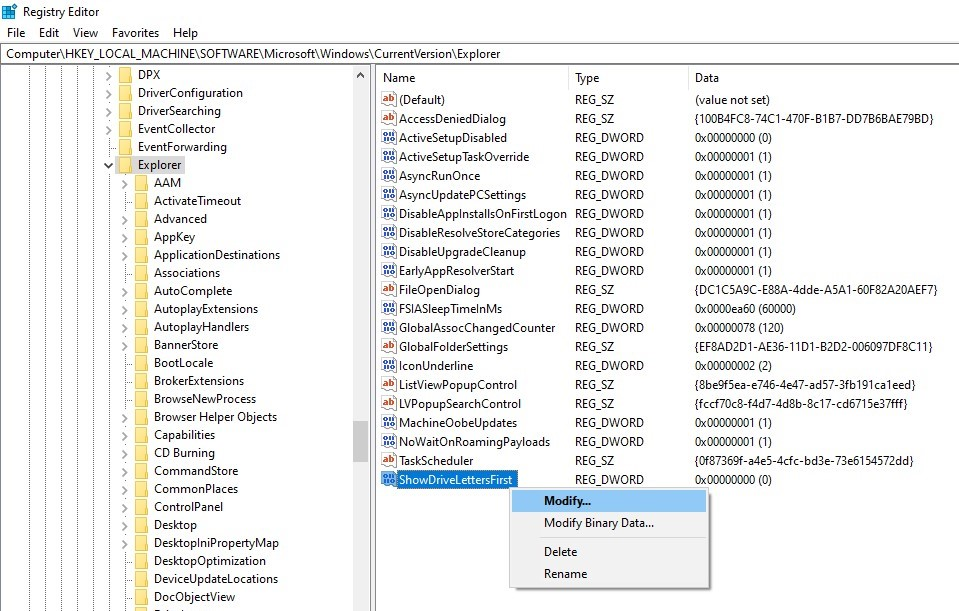 Registry Editor
File Edit View Favorites Help
Computer\HKEY_LOCAL_MACHINE\SOFTWARE\Microsoft\Windows\CurrentVersion\Explorer
DPX
DriverConfiguration
DriverSearching
EventCollector
EventForwarding
Explorer
AAM
ActivateTimeout
Advanced
AppKey
ApplicationDestinations
Associations
AutoComplete
AutoplayExtensions
AutoplayHandlers
BannerStore
BootLocale
BrokerExtensions
BrowseNewProcess
Browser Helper Objects
Capabilities
CD Burning
CommandStore
CommonPlaces
ControlPanel
Desktop
DesktopIniPropertyMap
DesktopOptimization
DeviceUpdateLocations
DocObjectView
Name Type Data
(Default) REG_SZ (value not set)
AccessDeniedDialog REG_SZ {100B4FC8-74C1-470F-B1B7-DD7B6BAE79BD}
ActiveSetupDisabled REG_DWORD 0x00000000 (0)
ActiveSetupTaskOverride REG_DWORD 0x00000001 (1)
AsyncRunOnce REG_DWORD 0x00000001 (1)
AsyncUpdatePCSettings REG_DWORD 0x00000001 (1)
DisableAppInstallsOnFirstLogon REG_DWORD 0x00000001 (1)
DisableResolveStoreCategories REG_DWORD 0x00000001 (1)
DisableUpgradeCleanup REG_DWORD 0x00000001 (1)
EarlyAppResolverStart REG_DWORD 0x00000001 (1)
FileOpenDialog REG_SZ {DC1C5A9C-E88A-4dde-A5A1-60F82A20AEF7}
FSIASleepTimeInMs REG_DWORD 0x0000ea60 (60000)
GlobalAssocChangedCounter REG_DWORD 0x00000078 (120)
GlobalFolderSettings REG_SZ {EF8AD2D1-AE36-11D1-B2D2-006097DF8C11}
IconUnderline REG_DWORD 0x00000002 (2)
ListViewPopupControl REG_SZ {8be9f5ea-e746-4e47-ad57-3fb191ca1eed}
LVPopupSearchControl REG_SZ {fccf70c8-f4d7-4d8b-8c17-cd6715e37fff}
MachineOobeUpdates REG_DWORD 0x00000001 (1)
NoWaitOnRoamingPayloads REG_DWORD 0x00000001 (1)
TaskScheduler REG_SZ {0f87369f-a4e5-4cfc-bd3e-73e6154572dd}
ShowDriveLettersFirst REG_DWORD 0x00000000 (0)
Modify...
Modify Binary Data...
Delete
Rename